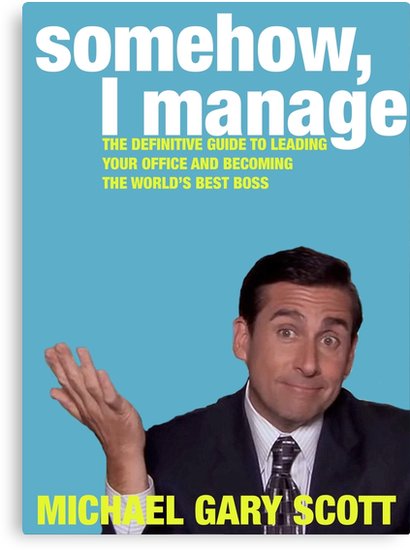 somehow,
I manage
THE DEFINITIVE GUIDE TO LEADING
YOUR OFFICE AND BECOMING
THE WORLD'S BEST BOSS
MICHAEL GARY SCOTT